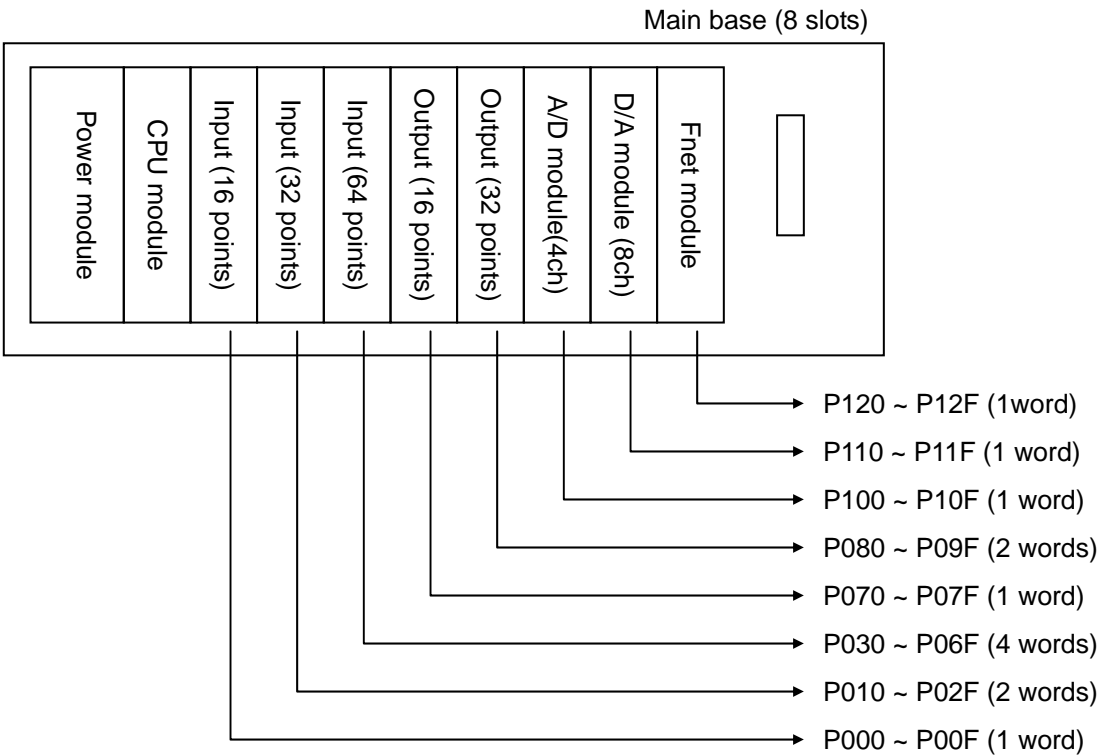 Main base (8 slots)
Power module
CPU module
Input (16 points)
Input (32 points)
Input (64 points)
Output (16 points)
Output (32 points)
A/D module(4ch)
D/A module (8ch)
Fnet module
P120 ~ P12F (1word)
P110 ~ P11F (1 word)
P100 ~ P10F (1 word)
P080 ~ P09F (2 words)
P070 ~ P07F (1 word)
P030 ~ P06F (4 words)
P010 ~ P02F (2 words)
P000 ~ P00F (1 word)